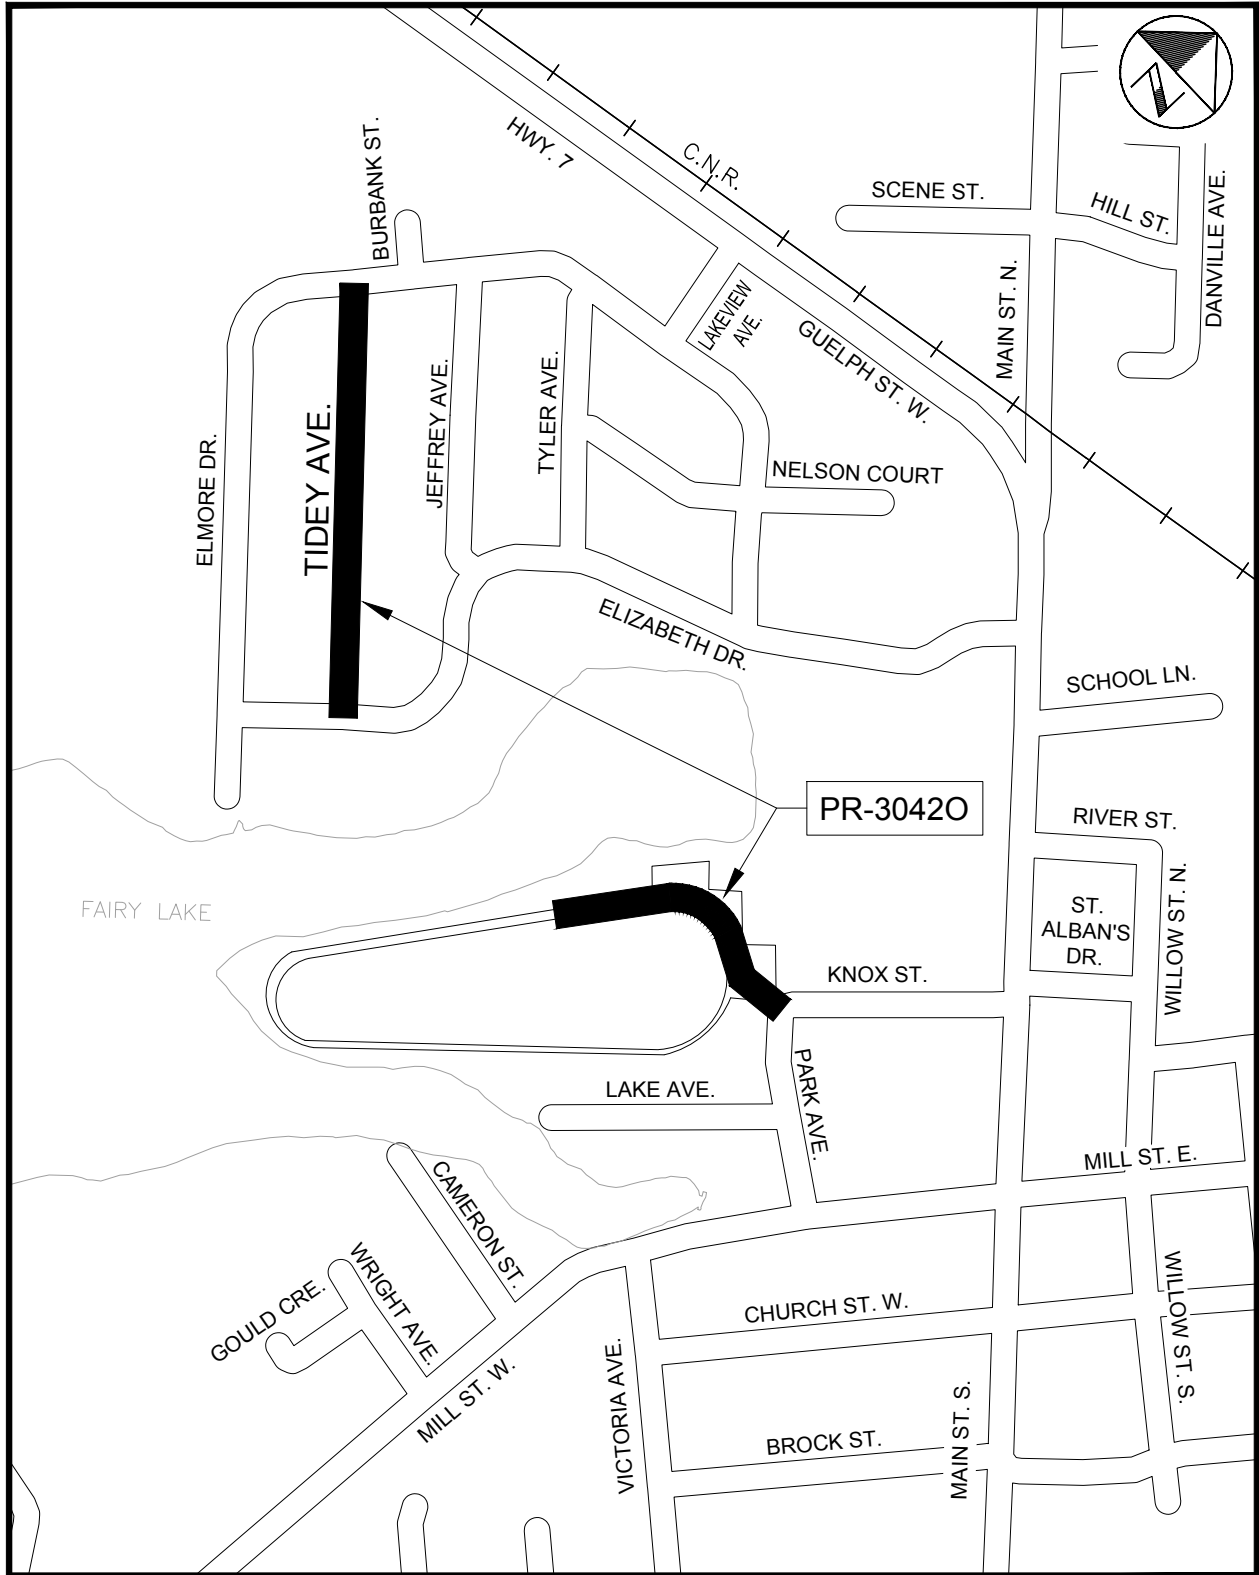 BURBANK ST.
HWY. 7
C.N.R.
SCENE ST.
HILL ST.
DANVILLE AVE.
MAIN ST. N.
LAKEVIEW
AVE.
GUELPH ST. W.
ELMORE DR.
TIDEY AVE.
JEFFREY AVE.
TYLER AVE.
NELSON COURT
ELIZABETH DR.
SCHOOL LN.
PR-3042O
RIVER ST.
WILLOW ST. N.
ST.
ALBAN'S
DR.
FAIRY LAKE
KNOX ST.
PARK AVE.
LAKE AVE.
MILL ST. E.
CAMERON ST.
WRIGHT AVE.
GOULD CRE.
MILL ST. W.
CHURCH ST. W.
WILLOW ST. S.
VICTORIA AVE.
MAIN ST. S.
BROCK ST.